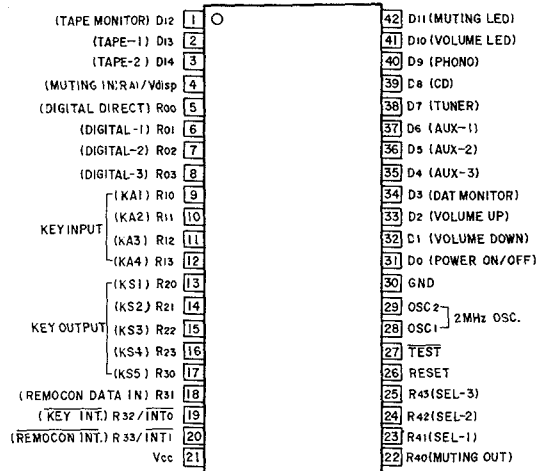 (TAPE MONITOR) D12 1
(TAPE-1) D13 2
(TAPE-2) D14 3
(MUTING IN) RA1/Vdisp 4
(DIGITAL DIRECT) R00 5
(DIGITAL-1) R01 6
(DIGITAL-2) R02 7
(DIGITAL-3) R03 8
KEY INPUT
(KA1) R10 9
(KA2) R11 10
(KA3) R12 11
(KA4) R13 12
KEY OUTPUT
(KS1) R20 13
(KS2) R21 14
(KS3) R22 15
(KS4) R23 16
(KS5) R30 17
(REMOCON DATA IN) R31 18
(KEY INT.) R32/INT0 19
(REMOCON INT.) R33/INT1 20
Vcc 21
42 D11 (MUTING LED)
41 D10 (VOLUME LED)
40 D9 (PHONO)
39 D8 (CD)
38 D7 (TUNER)
37 D6 (AUX-1)
36 D5 (AUX-2)
35 D4 (AUX-3)
34 D3 (DAT MONITOR)
33 D2 (VOLUME UP)
32 D1 (VOLUME DOWN)
31 D0 (POWER ON/OFF)
30 GND
29 OSC2
28 OSC1
2MHz OSC.
27 TEST
26 RESET
25 R43(SEL-3)
24 R42(SEL-2)
23 R41(SEL-1)
22 R40(MUTING OUT)